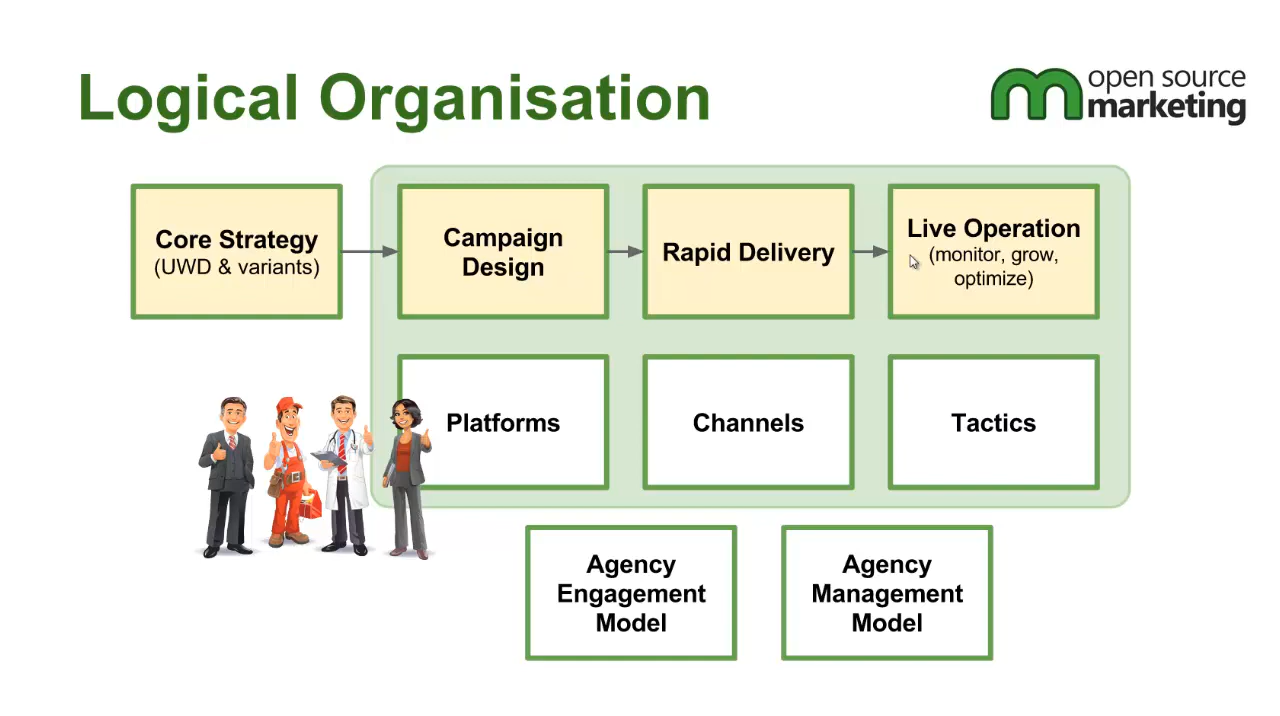 Logical Organisation
open source
marketing
Core Strategy
(UWD & variants)
Campaign
Design
Rapid Delivery
Live Operation
(monitor, grow,
optimize)
Platforms
Channels
Tactics
Agency
Engagement
Model
Agency
Management
Model